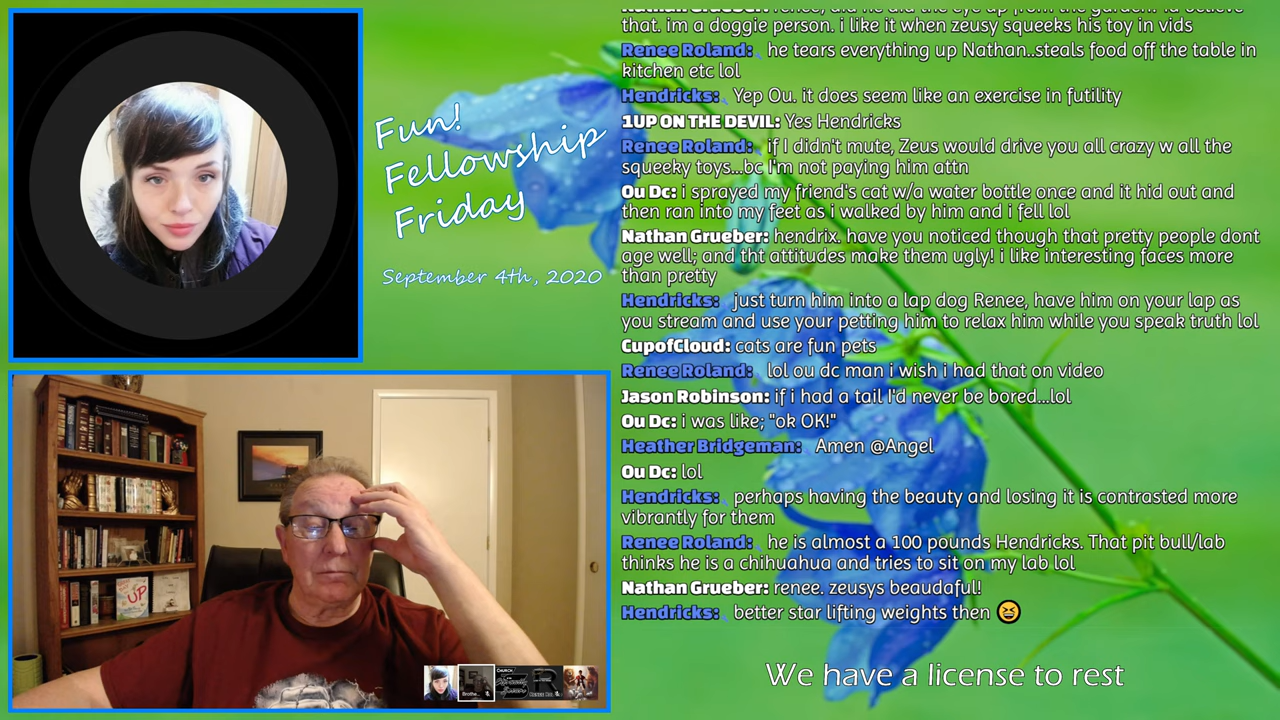 Fun!
Fellowship
Friday
September 4th, 2020
that. im a doggie person. i like it when zeusy squeeks his toy in vids
Renee Roland: he tears everything up Nathan..steals food off the table in
kitchen etc lol
Hendricks: Yep Ou. it does seem like an exercise in futility
1UP ON THE DEVIL: Yes Hendricks
Renee Roland: if I didn't mute, Zeus would drive you all crazy w all the
squeeky toys...bc I'm not paying him attn
Ou Dc: i sprayed my friend's cat w/a water bottle once and it hid out and
then ran into my feet as i walked by him and i fell lol
Nathan Grueber: hendrix. have you noticed though that pretty people dont
age well; and tht attitudes make them ugly! i like interesting faces more
than pretty
Hendricks: just turn him into a lap dog Renee, have him on your lap as
you stream and use your petting him to relax him while you speak truth lol
CupofCloud: cats are fun pets
Renee Roland: lol ou dc man i wish i had that on video
Jason Robinson: if i had a tail I'd never be bored...lol
Ou Dc: i was like; "ok OK!"
Heather Bridgeman: Amen @Angel
Ou Dc: lol
Hendricks: perhaps having the beauty and losing it is contrasted more
vibrantly for them
Renee Roland: he is almost a 100 pounds Hendricks. That pit bull/lab
thinks he is a chihuahua and tries to sit on my lab lol
Nathan Grueber: renee. zeusys beaudaful!
Hendricks: better star lifting weights then 😆
We have a license to rest
UP
Brothe...